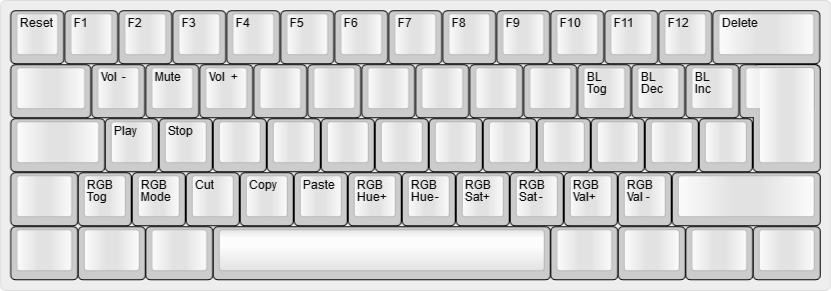 Reset F1 F2 F3 F4 F5 F6 F7 F8 F9 F10 F11 F12 Delete
Vol - Mute Vol + BL Tog BL Dec BL Inc
Play Stop
RGB Tog RGB Mode Cut Copy Paste RGB Hue+ RGB Hue- RGB Sat+ RGB Sat- RGB Val+ RGB Val -